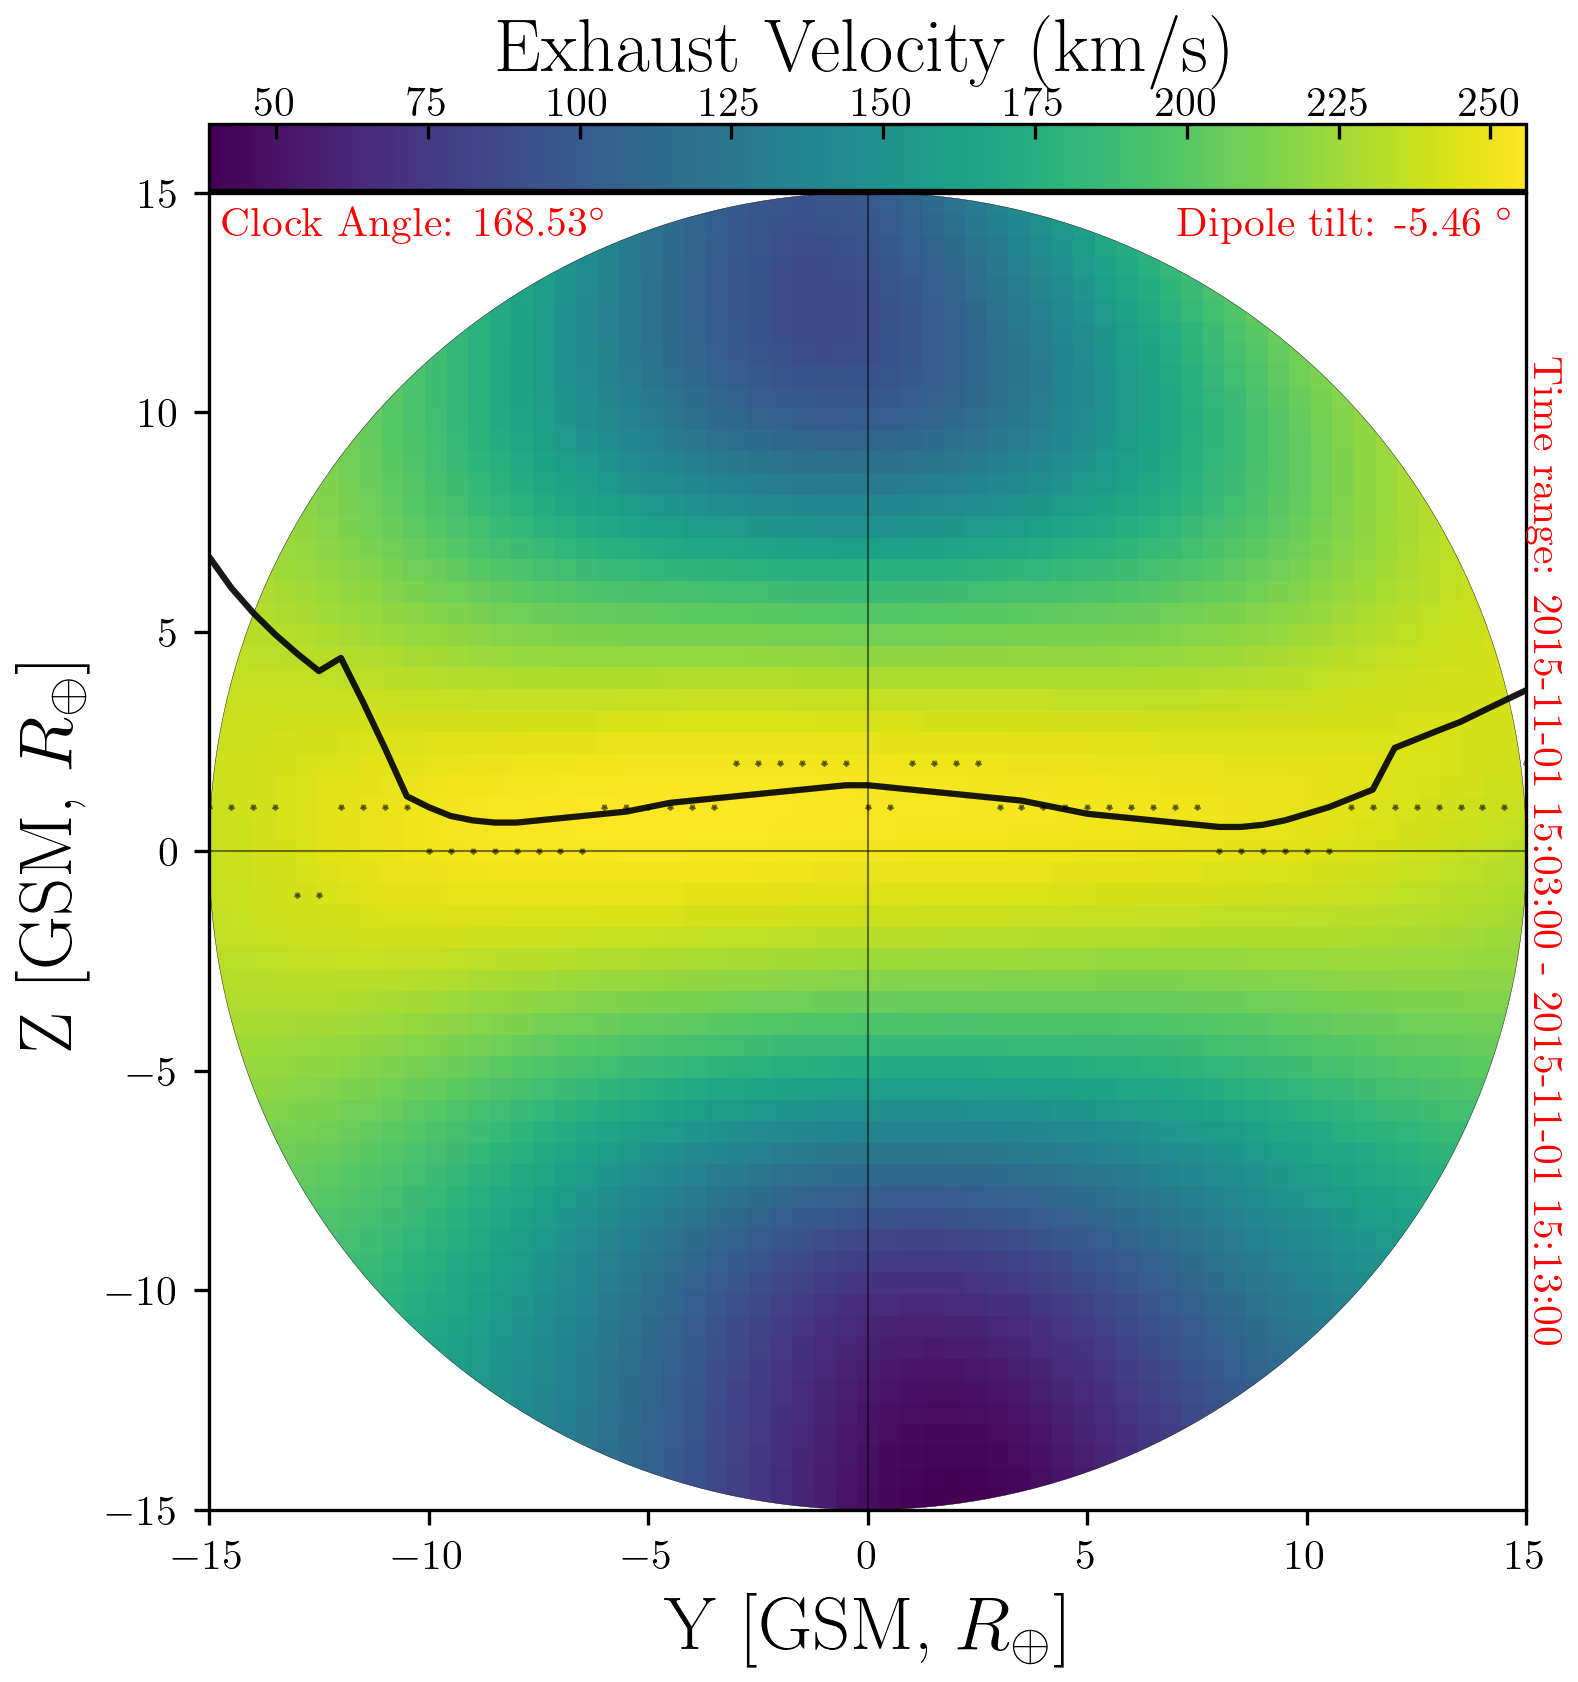 Exhaust Velocity (km/s)
50 75 100 125 150 175 200 225 250
Clock Angle: 168.53°
Dipole tilt: -5.46 °
Time range: 2015-11-01 15:03:00 - 2015-11-01 15:13:00
Z [GSM, R⊕]
15
10
5
0
−5
−10
−15
−15 −10 −5 0 5 10 15
Y [GSM, R⊕]